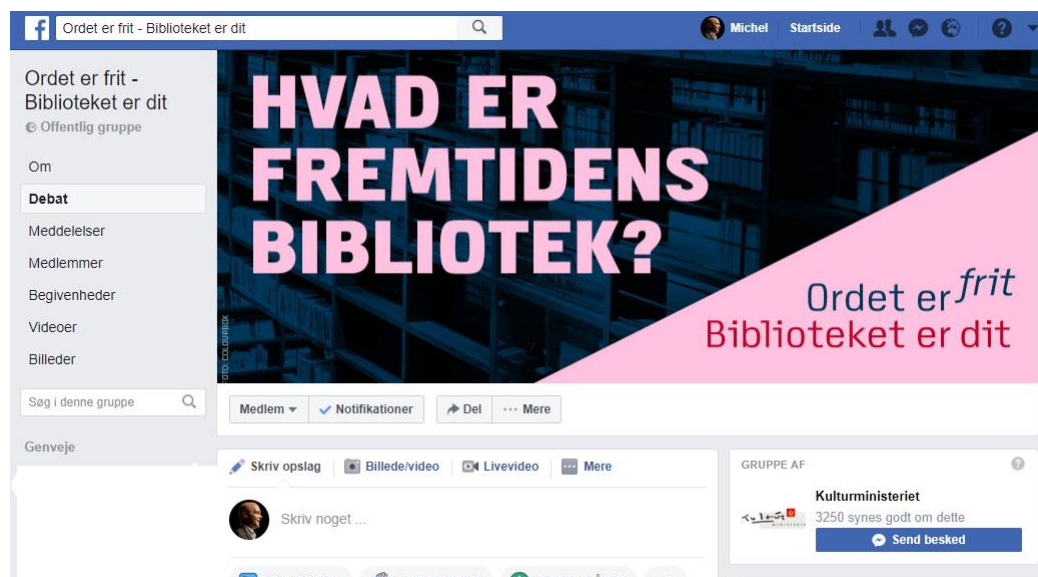 Ordet er frit - Biblioteket er dit
Michel
Startside
Ordet er frit -
Biblioteket er dit
Offentlig gruppe
Om
Debat
Meddelelser
Medlemmer
Begivenheder
Videoer
Billeder
Søg i denne gruppe
Genveje
HVAD ER
FREMTIDENS
BIBLIOTEK?
Ordet er frit
Biblioteket er dit
FOTO: COLOURBOX
Medlem
Notifikationer
Del
Mere
Skriv opslag
Billede/video
Livevideo
Mere
Skriv noget ...
GRUPPE AF
Kulturministeriet
3250 synes godt om dette
Send besked